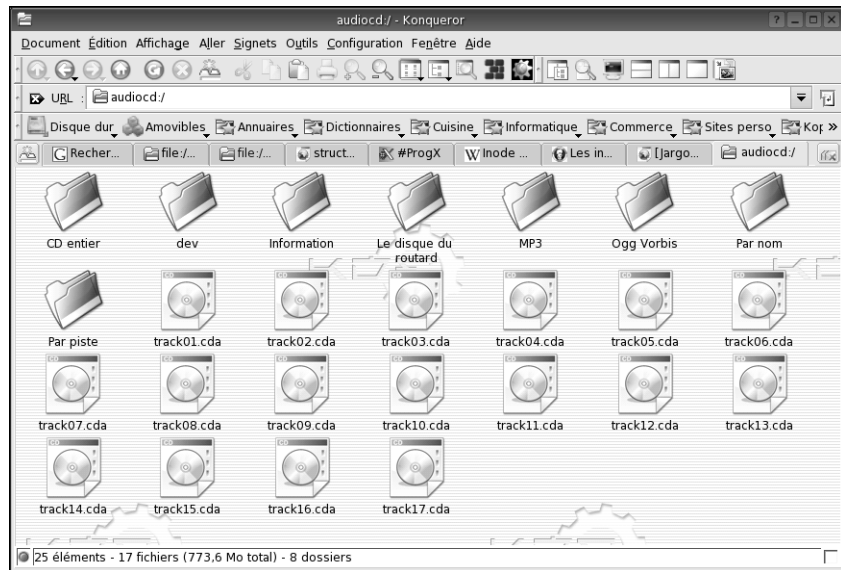 audiocd:/ - Konqueror
Document Édition Affichage Aller Signets Outils Configuration Fenêtre Aide
URL : audiocd:/
Disque dur Amovibles Annuaires Dictionnaires Cuisine Informatique Commerce Sites perso Kor »
Recher... file:/... file:/... struct... #ProgX Inode ... Les in... [Jargo... audiocd:/
CD entier dev Information Le disque du routard MP3 Ogg Vorbis Par nom
Par piste track01.cda track02.cda track03.cda track04.cda track05.cda track06.cda
track07.cda track08.cda track09.cda track10.cda track11.cda track12.cda track13.cda
track14.cda track15.cda track16.cda track17.cda
25 éléments - 17 fichiers (773,6 Mo total) - 8 dossiers